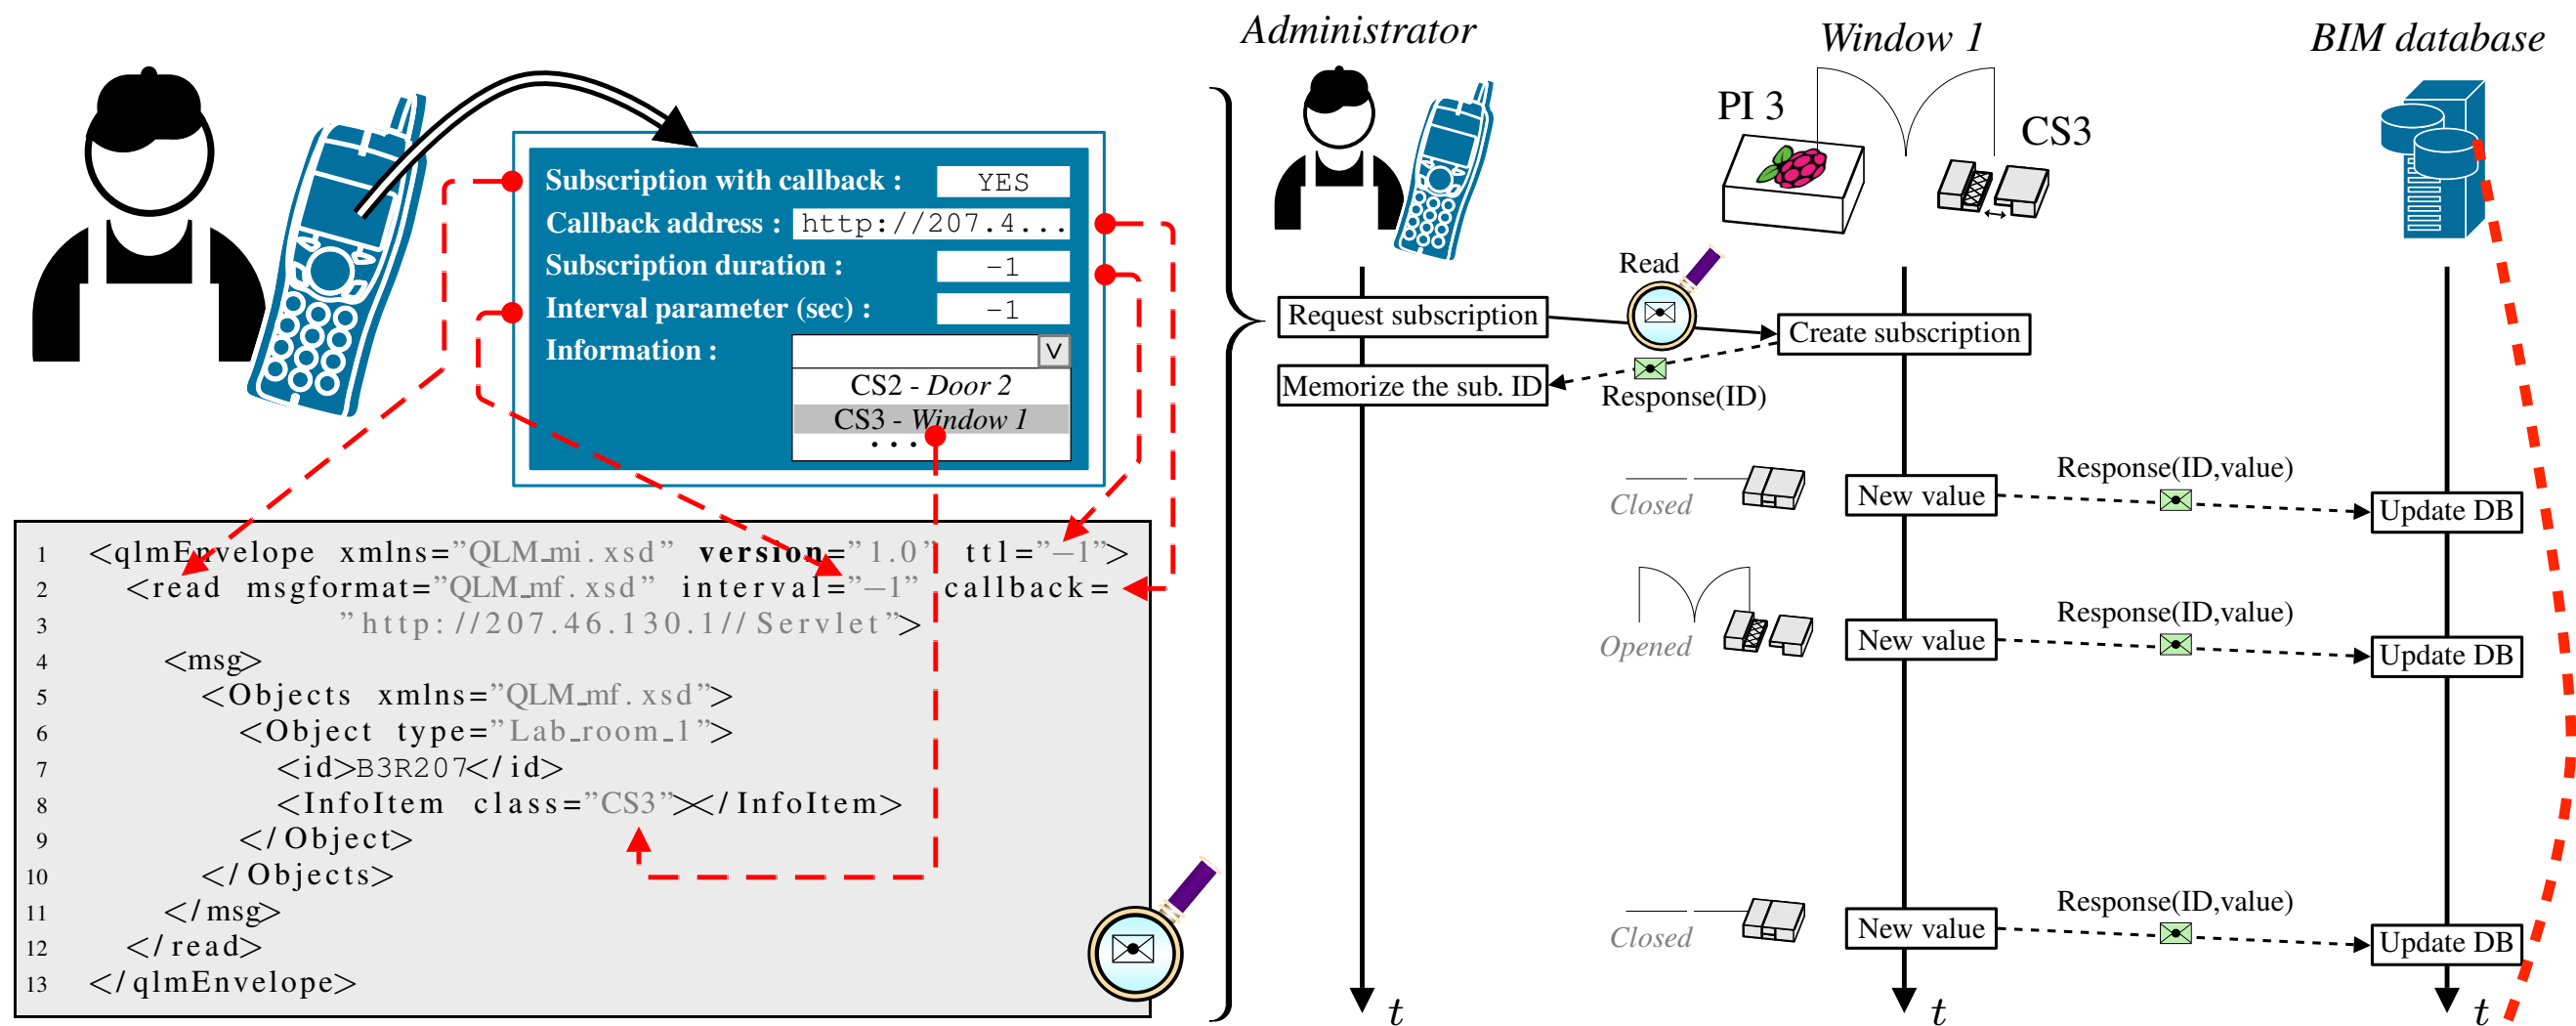 Administrator
Window 1
BIM database
PI 3
CS3
Subscription with callback : YES
Callback address : http://207.4...
Subscription duration : −1
Interval parameter (sec) : −1
Information : V
CS2 - Door 2
CS3 - Window 1
...
Read
Request subscription
Create subscription
Memorize the sub. ID
Response(ID)
Closed
New value
Response(ID,value)
Update DB
Opened
New value
Response(ID,value)
Update DB
Closed
New value
Response(ID,value)
Update DB
t
t
t
1 <qlmEnvelope xmlns="QLM_mi.xsd" version="1.0" ttl="−1">
2 <read msgformat="QLM_mf.xsd" interval="−1" callback=
3 "http://207.46.130.1//Servlet">
4 <msg>
5 <Objects xmlns="QLM_mf.xsd">
6 <Object type="Lab_room_1">
7 <id>B3R207</id>
8 <InfoItem class="CS3"></InfoItem>
9 </Object>
10 </Objects>
11 </msg>
12 </read>
13 </qlmEnvelope>